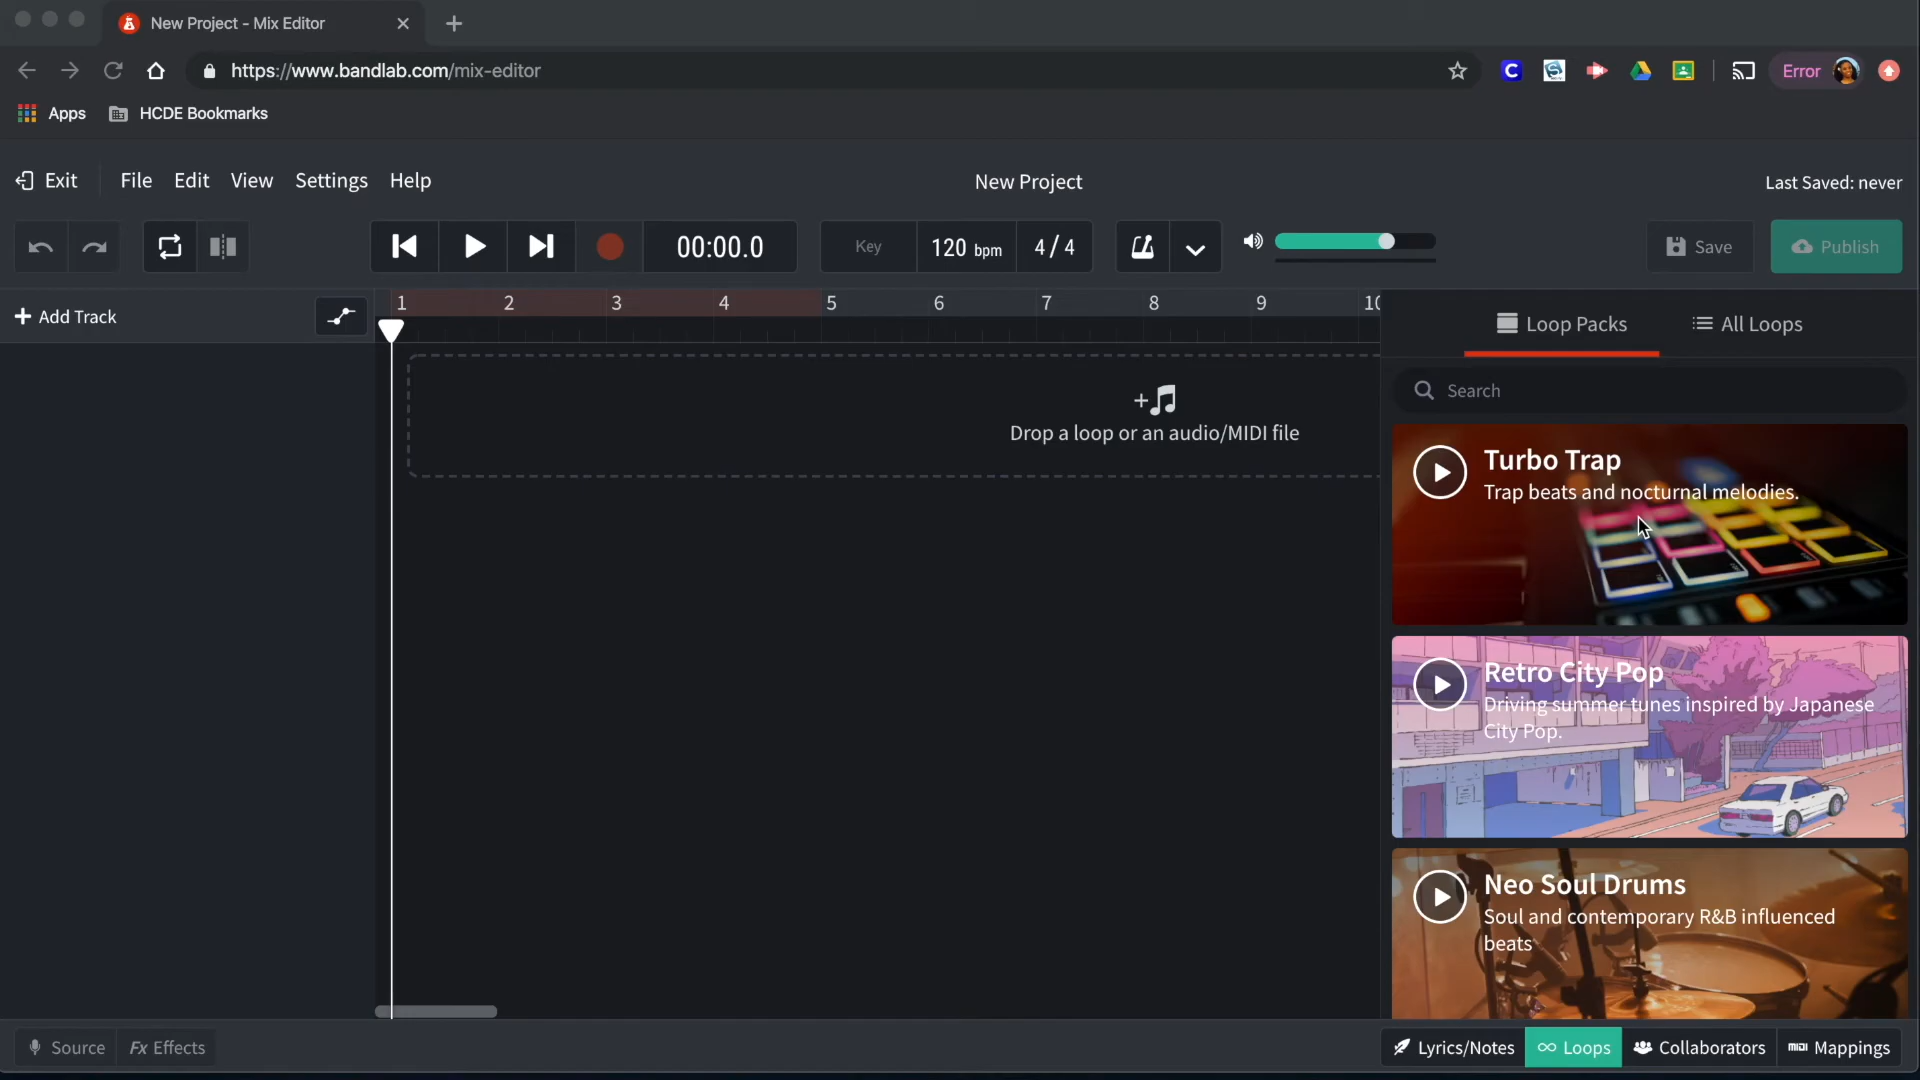 New Project - Mix Editor
https://www.bandlab.com/mix-editor
Error
Apps
HCDE Bookmarks
Exit
File
Edit
View
Settings
Help
New Project
Last Saved: never
00:00.0
Key
120 bpm
4 / 4
Save
Publish
+ Add Track
1
2
3
4
5
6
7
8
9
10
Loop Packs
All Loops
Search
Drop a loop or an audio/MIDI file
Turbo Trap
Trap beats and nocturnal melodies.
Retro City Pop
Driving summer tunes inspired by Japanese
City Pop.
Neo Soul Drums
Soul and contemporary R&B influenced
beats
Source
Fx Effects
Lyrics/Notes
Loops
Collaborators
MIDI Mappings